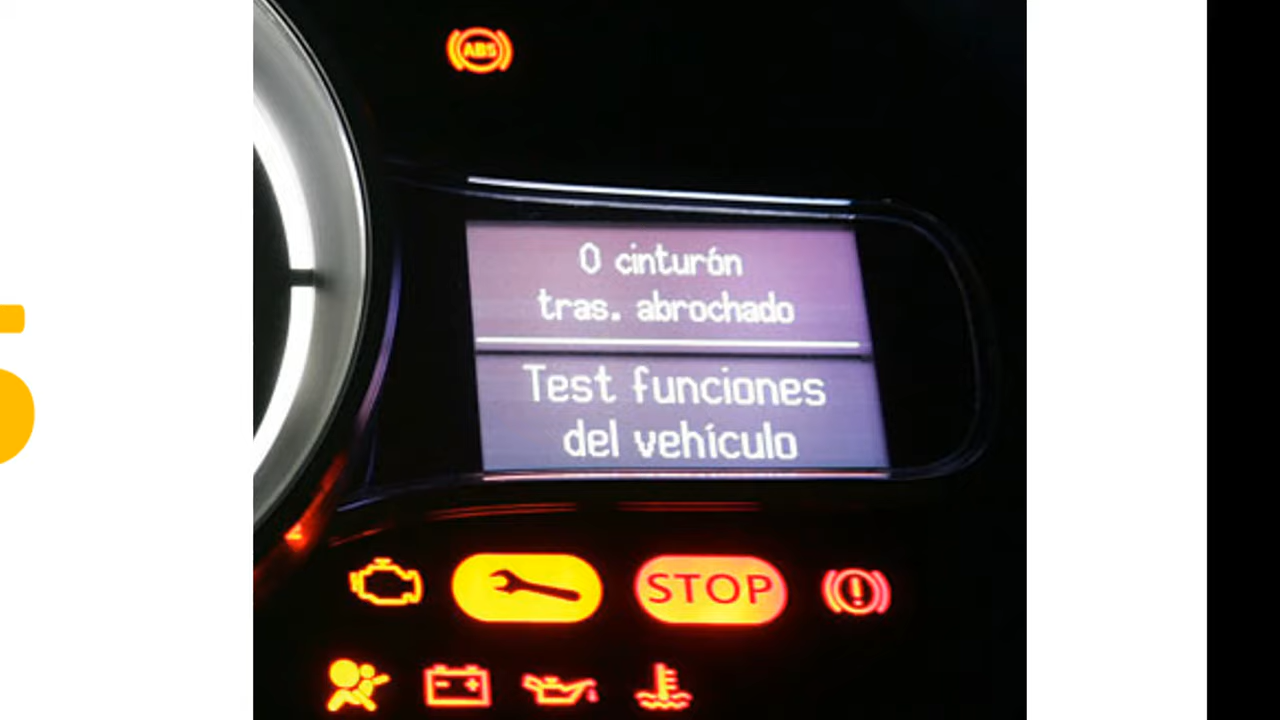 ABS
0 cinturón
tras. abrochado
Test funciones
del vehículo
STOP